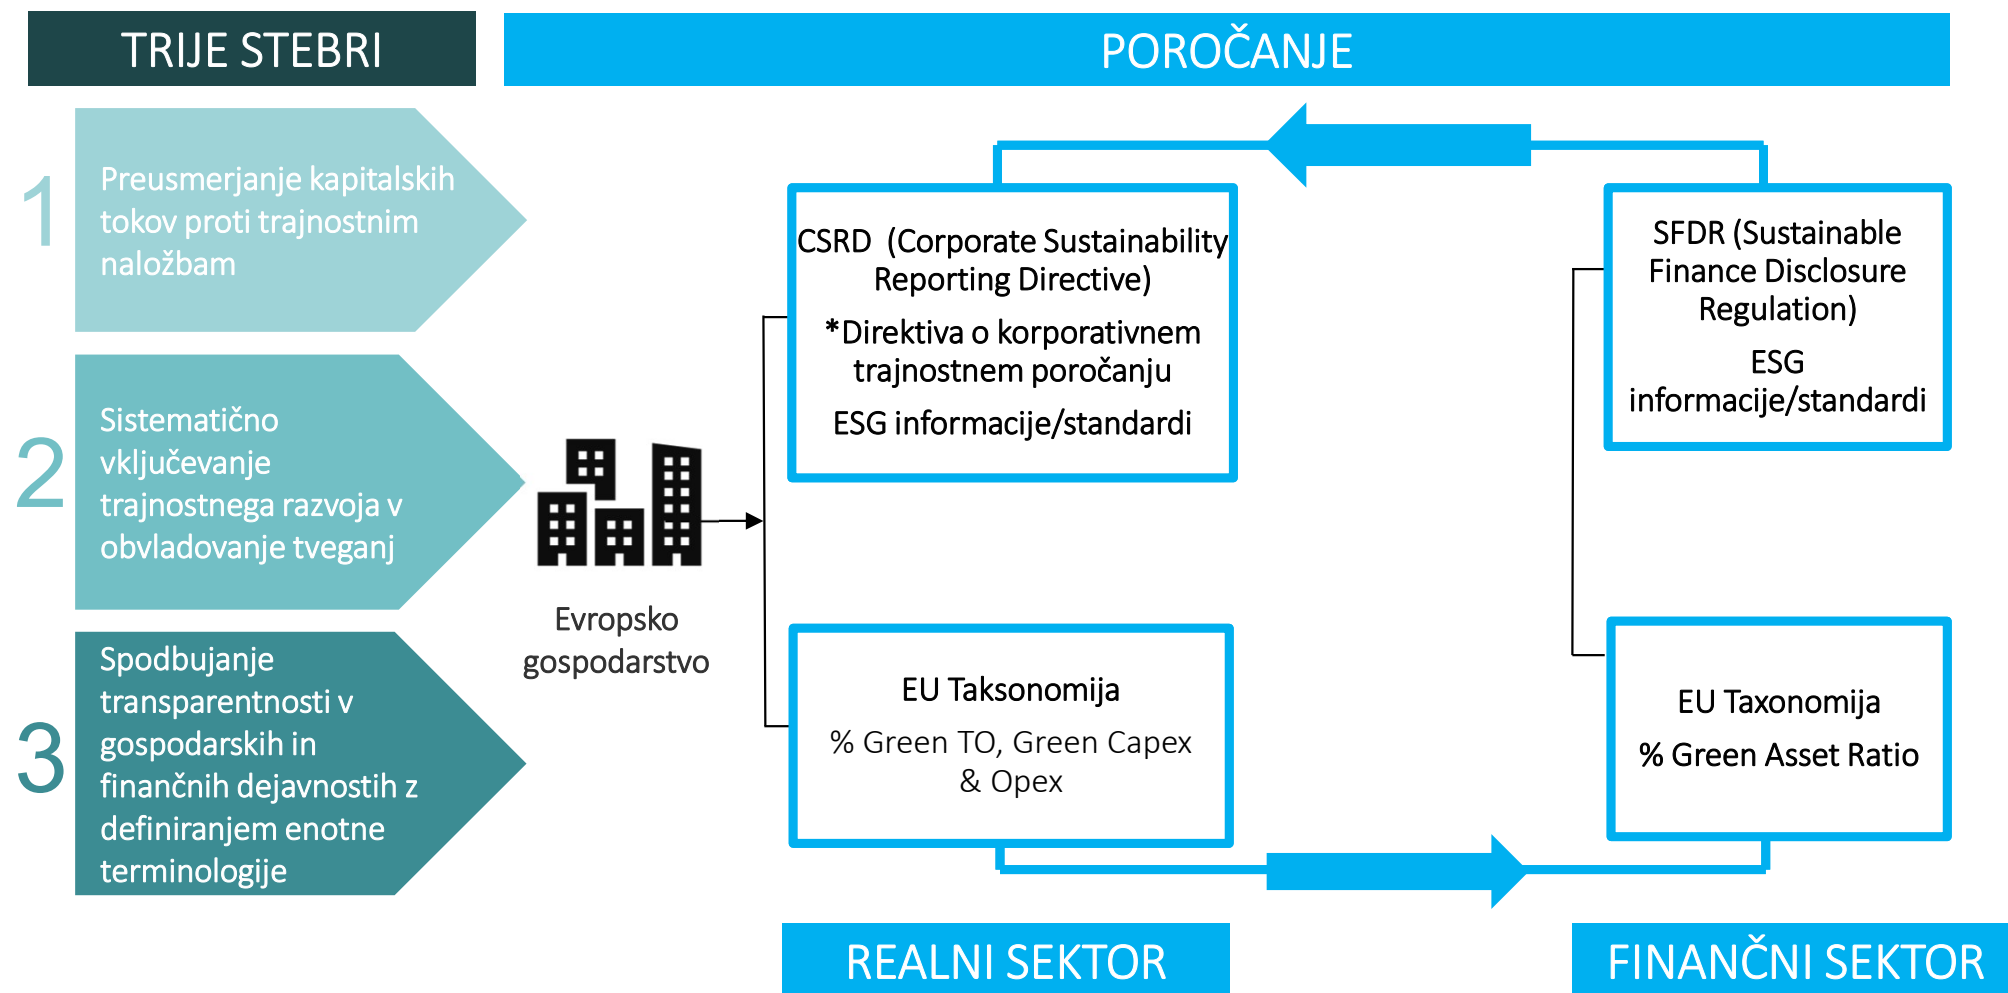 TRIJE STEBRI
POROČANJE
1
Preusmerjanje kapitalskih
tokov proti trajnostnim
naložbam
2
Sistematično
vključevanje
trajnostnega razvoja v
obvladovanje tveganj
3
Spodbujanje
transparentnosti v
gospodarskih in
finančnih dejavnostih z
definiranjem enotne
terminologije
Evropsko
gospodarstvo
CSRD (Corporate Sustainability
Reporting Directive)
*Direktiva o korporativnem
trajnostnem poročanju
ESG informacije/standardi
EU Taksonomija
% Green TO, Green Capex
& Opex
REALNI SEKTOR
SFDR (Sustainable
Finance Disclosure
Regulation)
ESG
informacije/standardi
EU Taxonomija
% Green Asset Ratio
FINANČNI SEKTOR